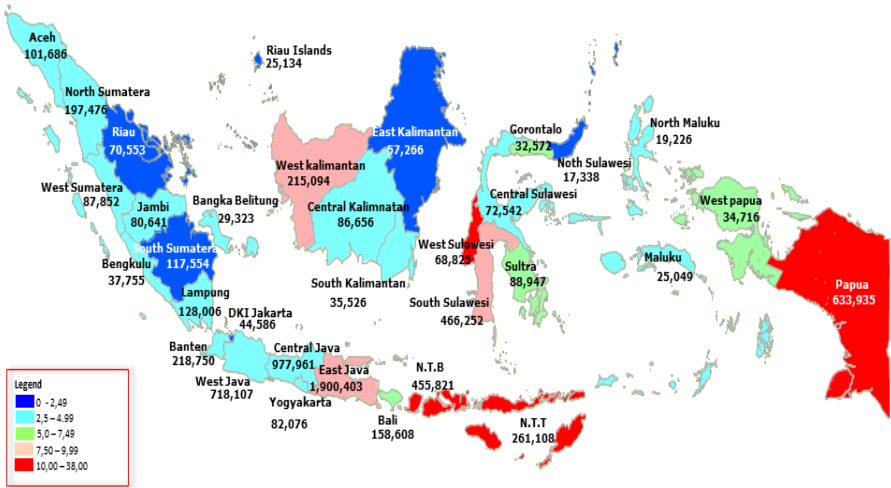 Aceh
101,686
Riau Islands
25,134
North Sumatera
197,476
Riau
70,553
East Kalimantan
57,266
Gorontalo
32,572
North Maluku
19,226
West kalimantan
215,094
Noth Sulawesi
17,338
West Sumatera
87,852
Jambi
80,641
Bangka Belitung
29,323
Central Kalimnatan
86,656
Central Sulawesi
72,542
West papua
34,716
South Sumatera
117,554
West Sulawesi
68,825
Bengkulu
37,755
Sultra
88,947
Maluku
25,049
Papua
633,935
Lampung
128,006
South Kalimantan
35,526
South Sulawesi
466,252
DKI Jakarta
44,586
Banten
218,750
Central Java
977,961
East Java
1,900,403
N.T.B
455,821
West Java
718,107
Yogyakarta
82,076
Bali
158,608
N.T.T
261,108
Legend
0 - 2,49
2,5 – 4.99
5,0 – 7,49
7,50 – 9,99
10,00 – 38,00